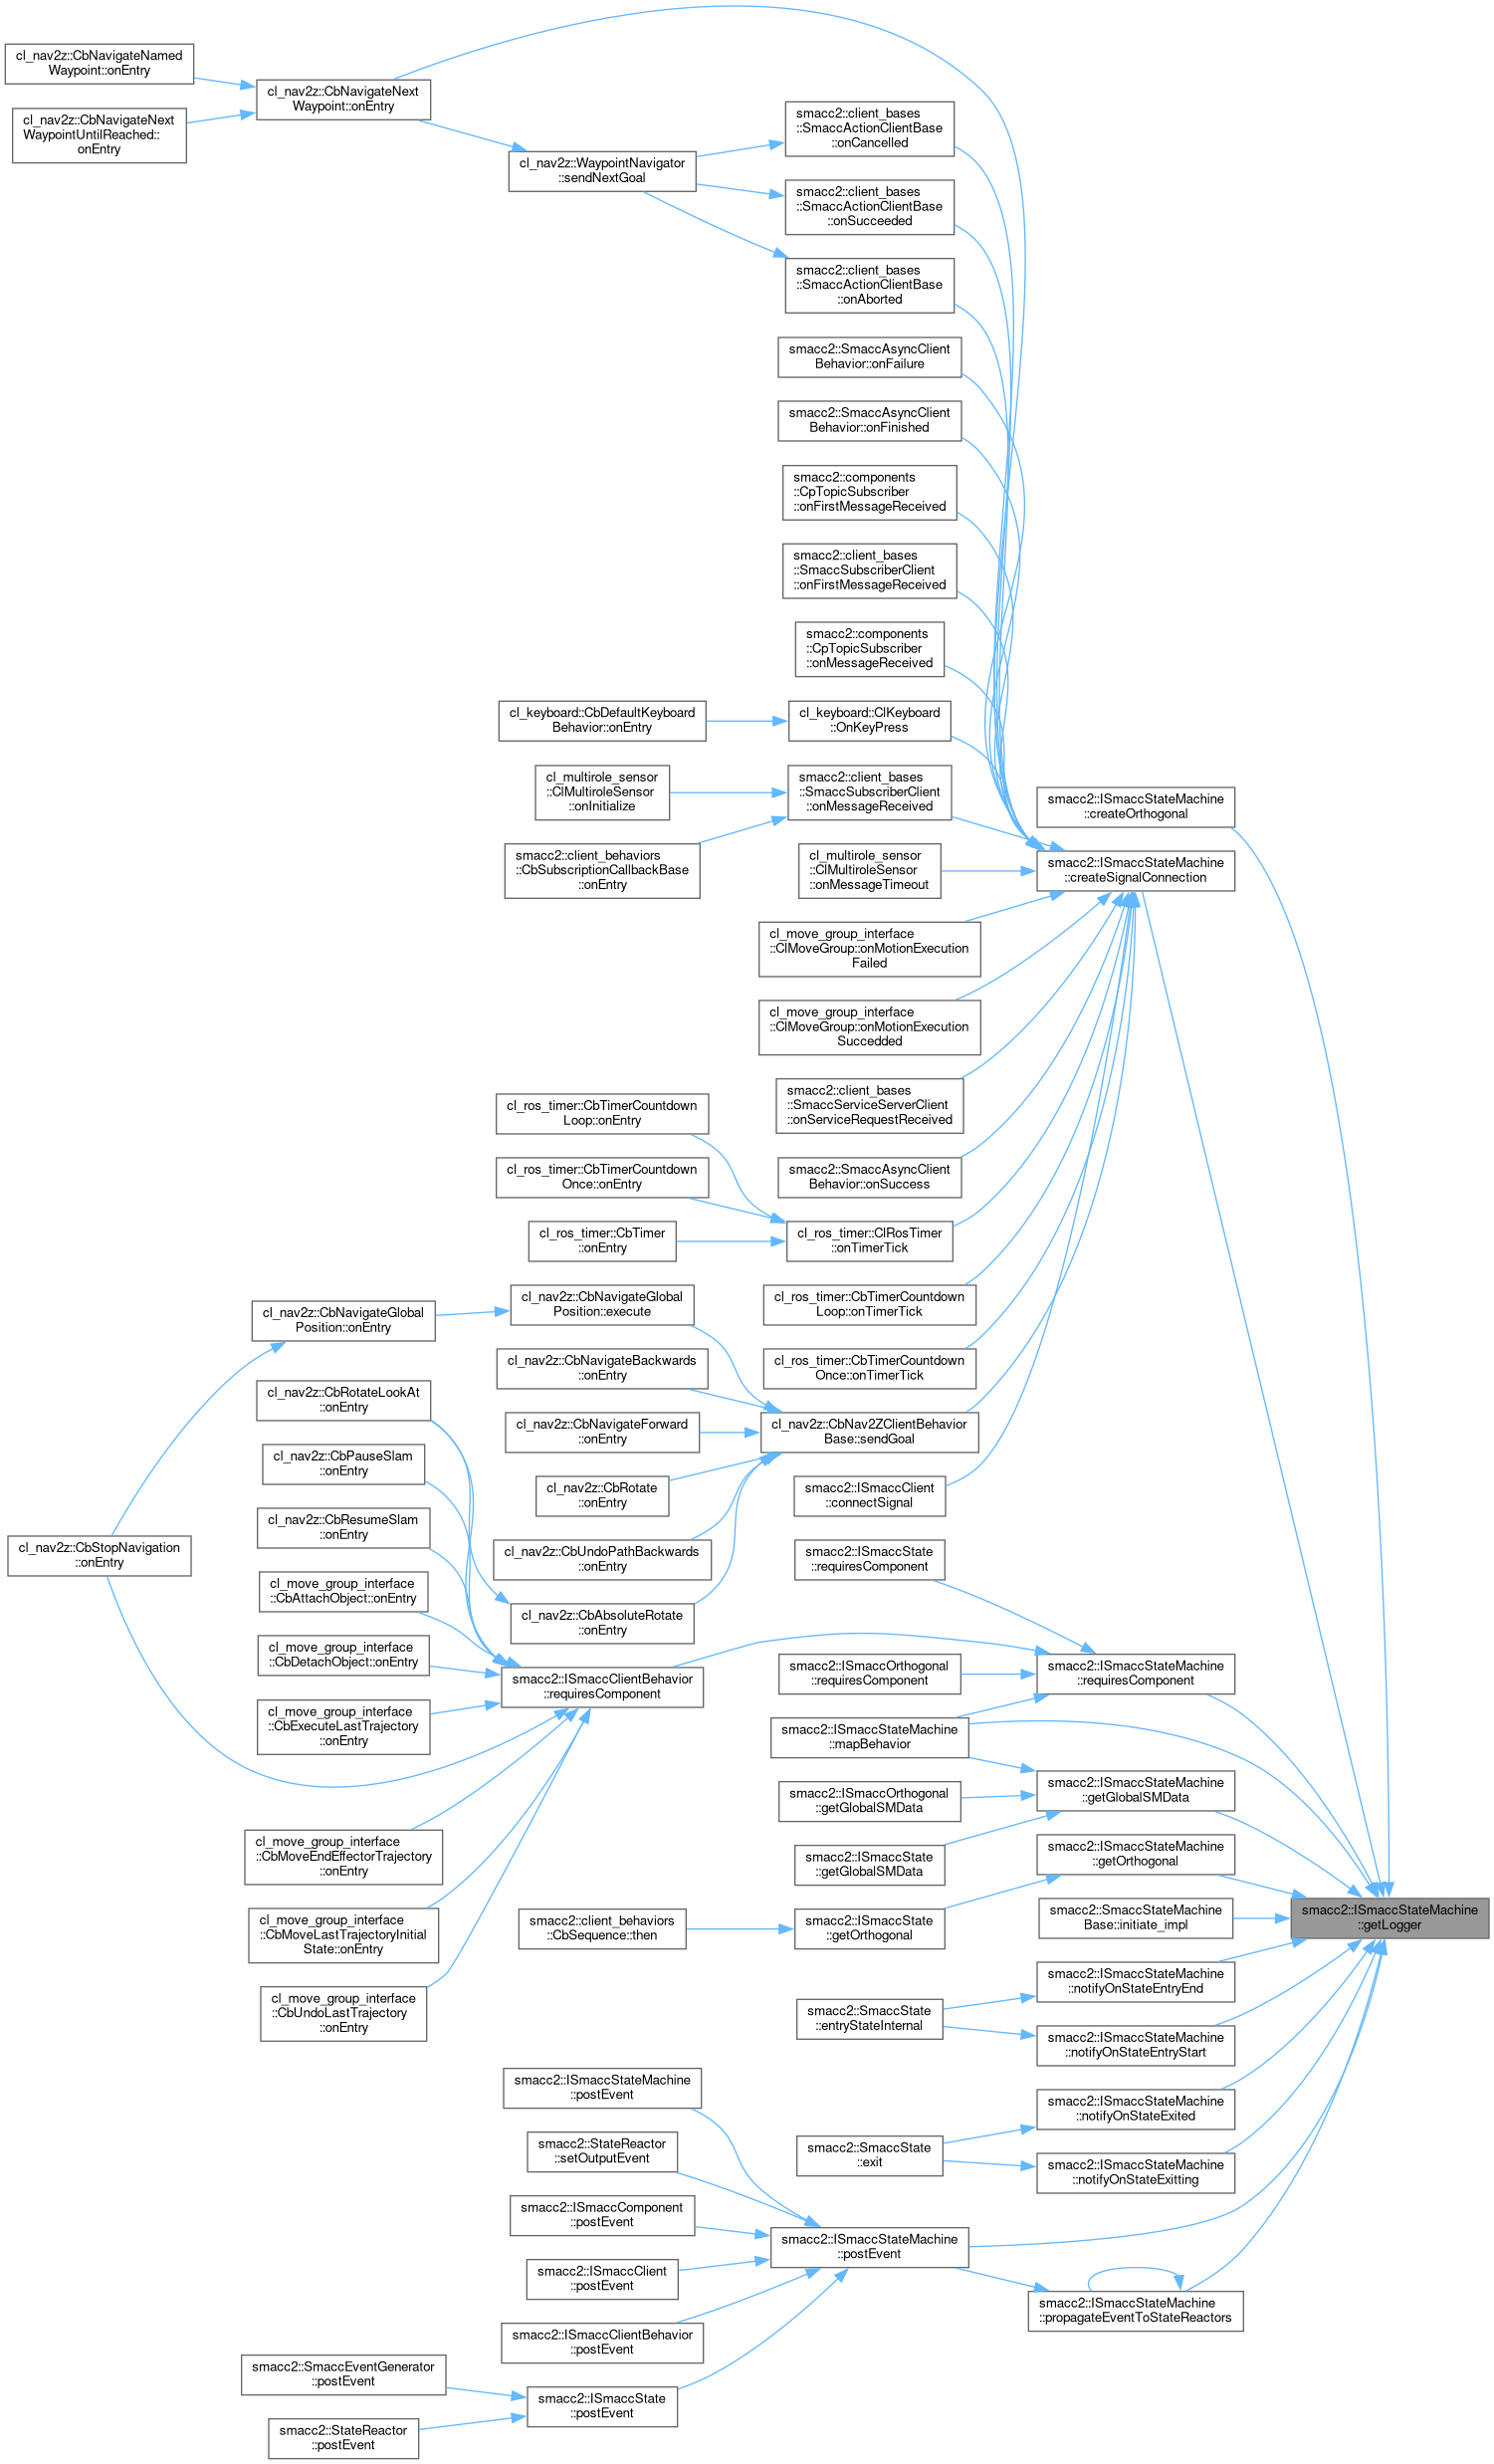 cl_nav2z::CbNavigateNamed
Waypoint::onEntry
cl_nav2z::CbNavigateNext
WaypointUntilReached::
onEntry
cl_nav2z::CbNavigateNext
Waypoint::onEntry
cl_nav2z::WaypointNavigator
::sendNextGoal
smacc2::client_bases
::SmaccActionClientBase
::onCancelled
smacc2::client_bases
::SmaccActionClientBase
::onSucceeded
smacc2::client_bases
::SmaccActionClientBase
::onAborted
smacc2::SmaccAsyncClient
Behavior::onFailure
smacc2::SmaccAsyncClient
Behavior::onFinished
smacc2::components
::CpTopicSubscriber
::onFirstMessageReceived
smacc2::client_bases
::SmaccSubscriberClient
::onFirstMessageReceived
smacc2::components
::CpTopicSubscriber
::onMessageReceived
cl_keyboard::CbDefaultKeyboard
Behavior::onEntry
cl_keyboard::ClKeyboard
::OnKeyPress
cl_multirole_sensor
::ClMultiroleSensor
::onInitialize
smacc2::client_bases
::SmaccSubscriberClient
::onMessageReceived
smacc2::client_behaviors
::CbSubscriptionCallbackBase
::onEntry
cl_multirole_sensor
::ClMultiroleSensor
::onMessageTimeout
smacc2::ISmaccStateMachine
::createOrthogonal
smacc2::ISmaccStateMachine
::createSignalConnection
cl_move_group_interface
::ClMoveGroup::onMotionExecution
Failed
cl_move_group_interface
::ClMoveGroup::onMotionExecution
Succedded
smacc2::client_bases
::SmaccServiceServerClient
::onServiceRequestReceived
smacc2::SmaccAsyncClient
Behavior::onSuccess
cl_ros_timer::CbTimerCountdown
Loop::onEntry
cl_ros_timer::CbTimerCountdown
Once::onEntry
cl_ros_timer::CbTimer
::onEntry
cl_ros_timer::ClRosTimer
::onTimerTick
cl_ros_timer::CbTimerCountdown
Loop::onTimerTick
cl_ros_timer::CbTimerCountdown
Once::onTimerTick
cl_nav2z::CbNavigateGlobal
Position::onEntry
cl_nav2z::CbNavigateGlobal
Position::execute
cl_nav2z::CbNavigateBackwards
::onEntry
cl_nav2z::CbNavigateForward
::onEntry
cl_nav2z::CbRotate
::onEntry
cl_nav2z::CbUndoPathBackwards
::onEntry
cl_nav2z::CbAbsoluteRotate
::onEntry
cl_nav2z::CbNav2ZClientBehavior
Base::sendGoal
smacc2::ISmaccClient
::connectSignal
cl_nav2z::CbStopNavigation
::onEntry
cl_nav2z::CbRotateLookAt
::onEntry
cl_nav2z::CbPauseSlam
::onEntry
cl_nav2z::CbResumeSlam
::onEntry
cl_move_group_interface
::CbAttachObject::onEntry
cl_move_group_interface
::CbDetachObject::onEntry
cl_move_group_interface
::CbExecuteLastTrajectory
::onEntry
cl_move_group_interface
::CbMoveEndEffectorTrajectory
::onEntry
cl_move_group_interface
::CbMoveLastTrajectoryInitial
State::onEntry
cl_move_group_interface
::CbUndoLastTrajectory
::onEntry
smacc2::ISmaccClientBehavior
::requiresComponent
smacc2::ISmaccState
::requiresComponent
smacc2::ISmaccOrthogonal
::requiresComponent
smacc2::ISmaccStateMachine
::requiresComponent
smacc2::ISmaccStateMachine
::mapBehavior
smacc2::ISmaccOrthogonal
::getGlobalSMData
smacc2::ISmaccState
::getGlobalSMData
smacc2::ISmaccStateMachine
::getGlobalSMData
smacc2::client_behaviors
::CbSequence::then
smacc2::ISmaccState
::getOrthogonal
smacc2::ISmaccStateMachine
::getOrthogonal
smacc2::SmaccStateMachine
Base::initiate_impl
smacc2::ISmaccStateMachine
::getLogger
smacc2::ISmaccStateMachine
::notifyOnStateEntryEnd
smacc2::SmaccState
::entryStateInternal
smacc2::ISmaccStateMachine
::notifyOnStateEntryStart
smacc2::ISmaccStateMachine
::notifyOnStateExited
smacc2::SmaccState
::exit
smacc2::ISmaccStateMachine
::notifyOnStateExitting
smacc2::ISmaccStateMachine
::postEvent
smacc2::StateReactor
::setOutputEvent
smacc2::ISmaccComponent
::postEvent
smacc2::ISmaccClient
::postEvent
smacc2::ISmaccClientBehavior
::postEvent
smacc2::ISmaccState
::postEvent
smacc2::ISmaccStateMachine
::postEvent
smacc2::ISmaccStateMachine
::propagateEventToStateReactors
smacc2::SmaccEventGenerator
::postEvent
smacc2::StateReactor
::postEvent